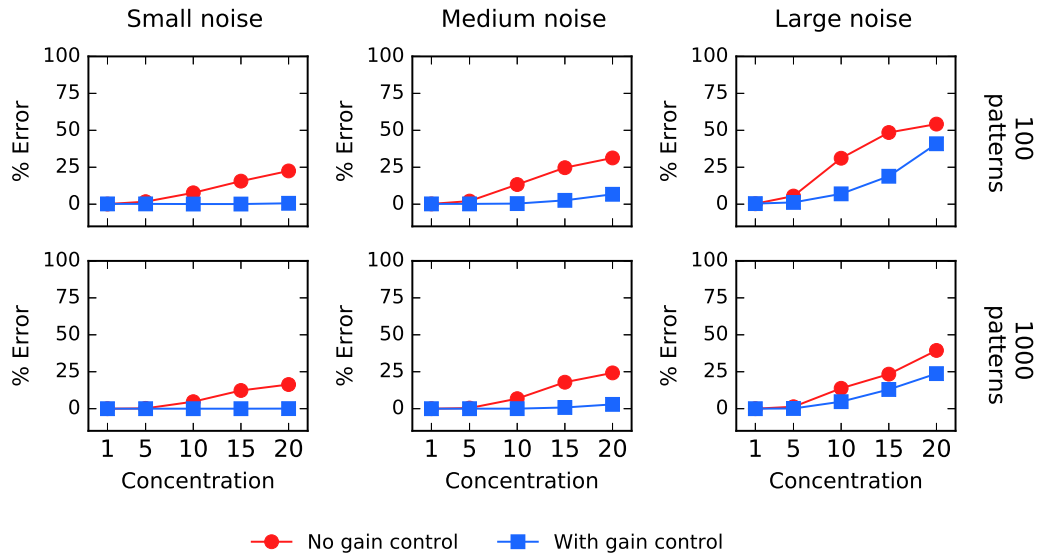 Small noise
Medium noise
Large noise
100
75
50
25
0
% Error
100
75
50
25
0
% Error
100
75
50
25
0
% Error
100
patterns
100
75
50
25
0
% Error
1 5 10 15 20
Concentration
100
75
50
25
0
% Error
1 5 10 15 20
Concentration
100
75
50
25
0
% Error
1 5 10 15 20
Concentration
1000
patterns
No gain control
With gain control